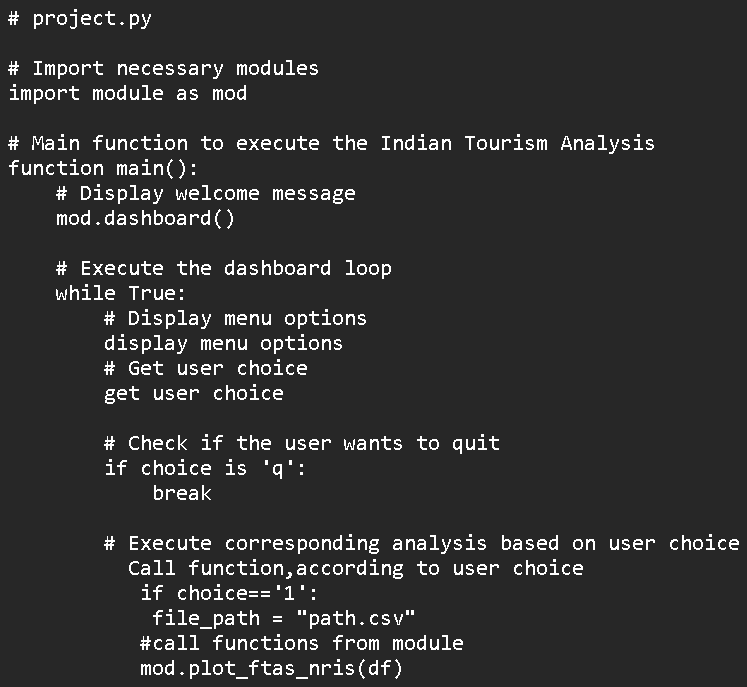 # project.py
# Import necessary modules
import module as mod
# Main function to execute the Indian Tourism Analysis
function main():
# Display welcome message
mod.dashboard()
# Execute the dashboard loop
while True:
# Display menu options
display menu options
# Get user choice
get user choice
# Check if the user wants to quit
if choice is 'q':
break
# Execute corresponding analysis based on user choice
Call function,according to user choice
if choice=='1':
file_path = "path.csv"
#call functions from module
mod.plot_ftas_nris(df)